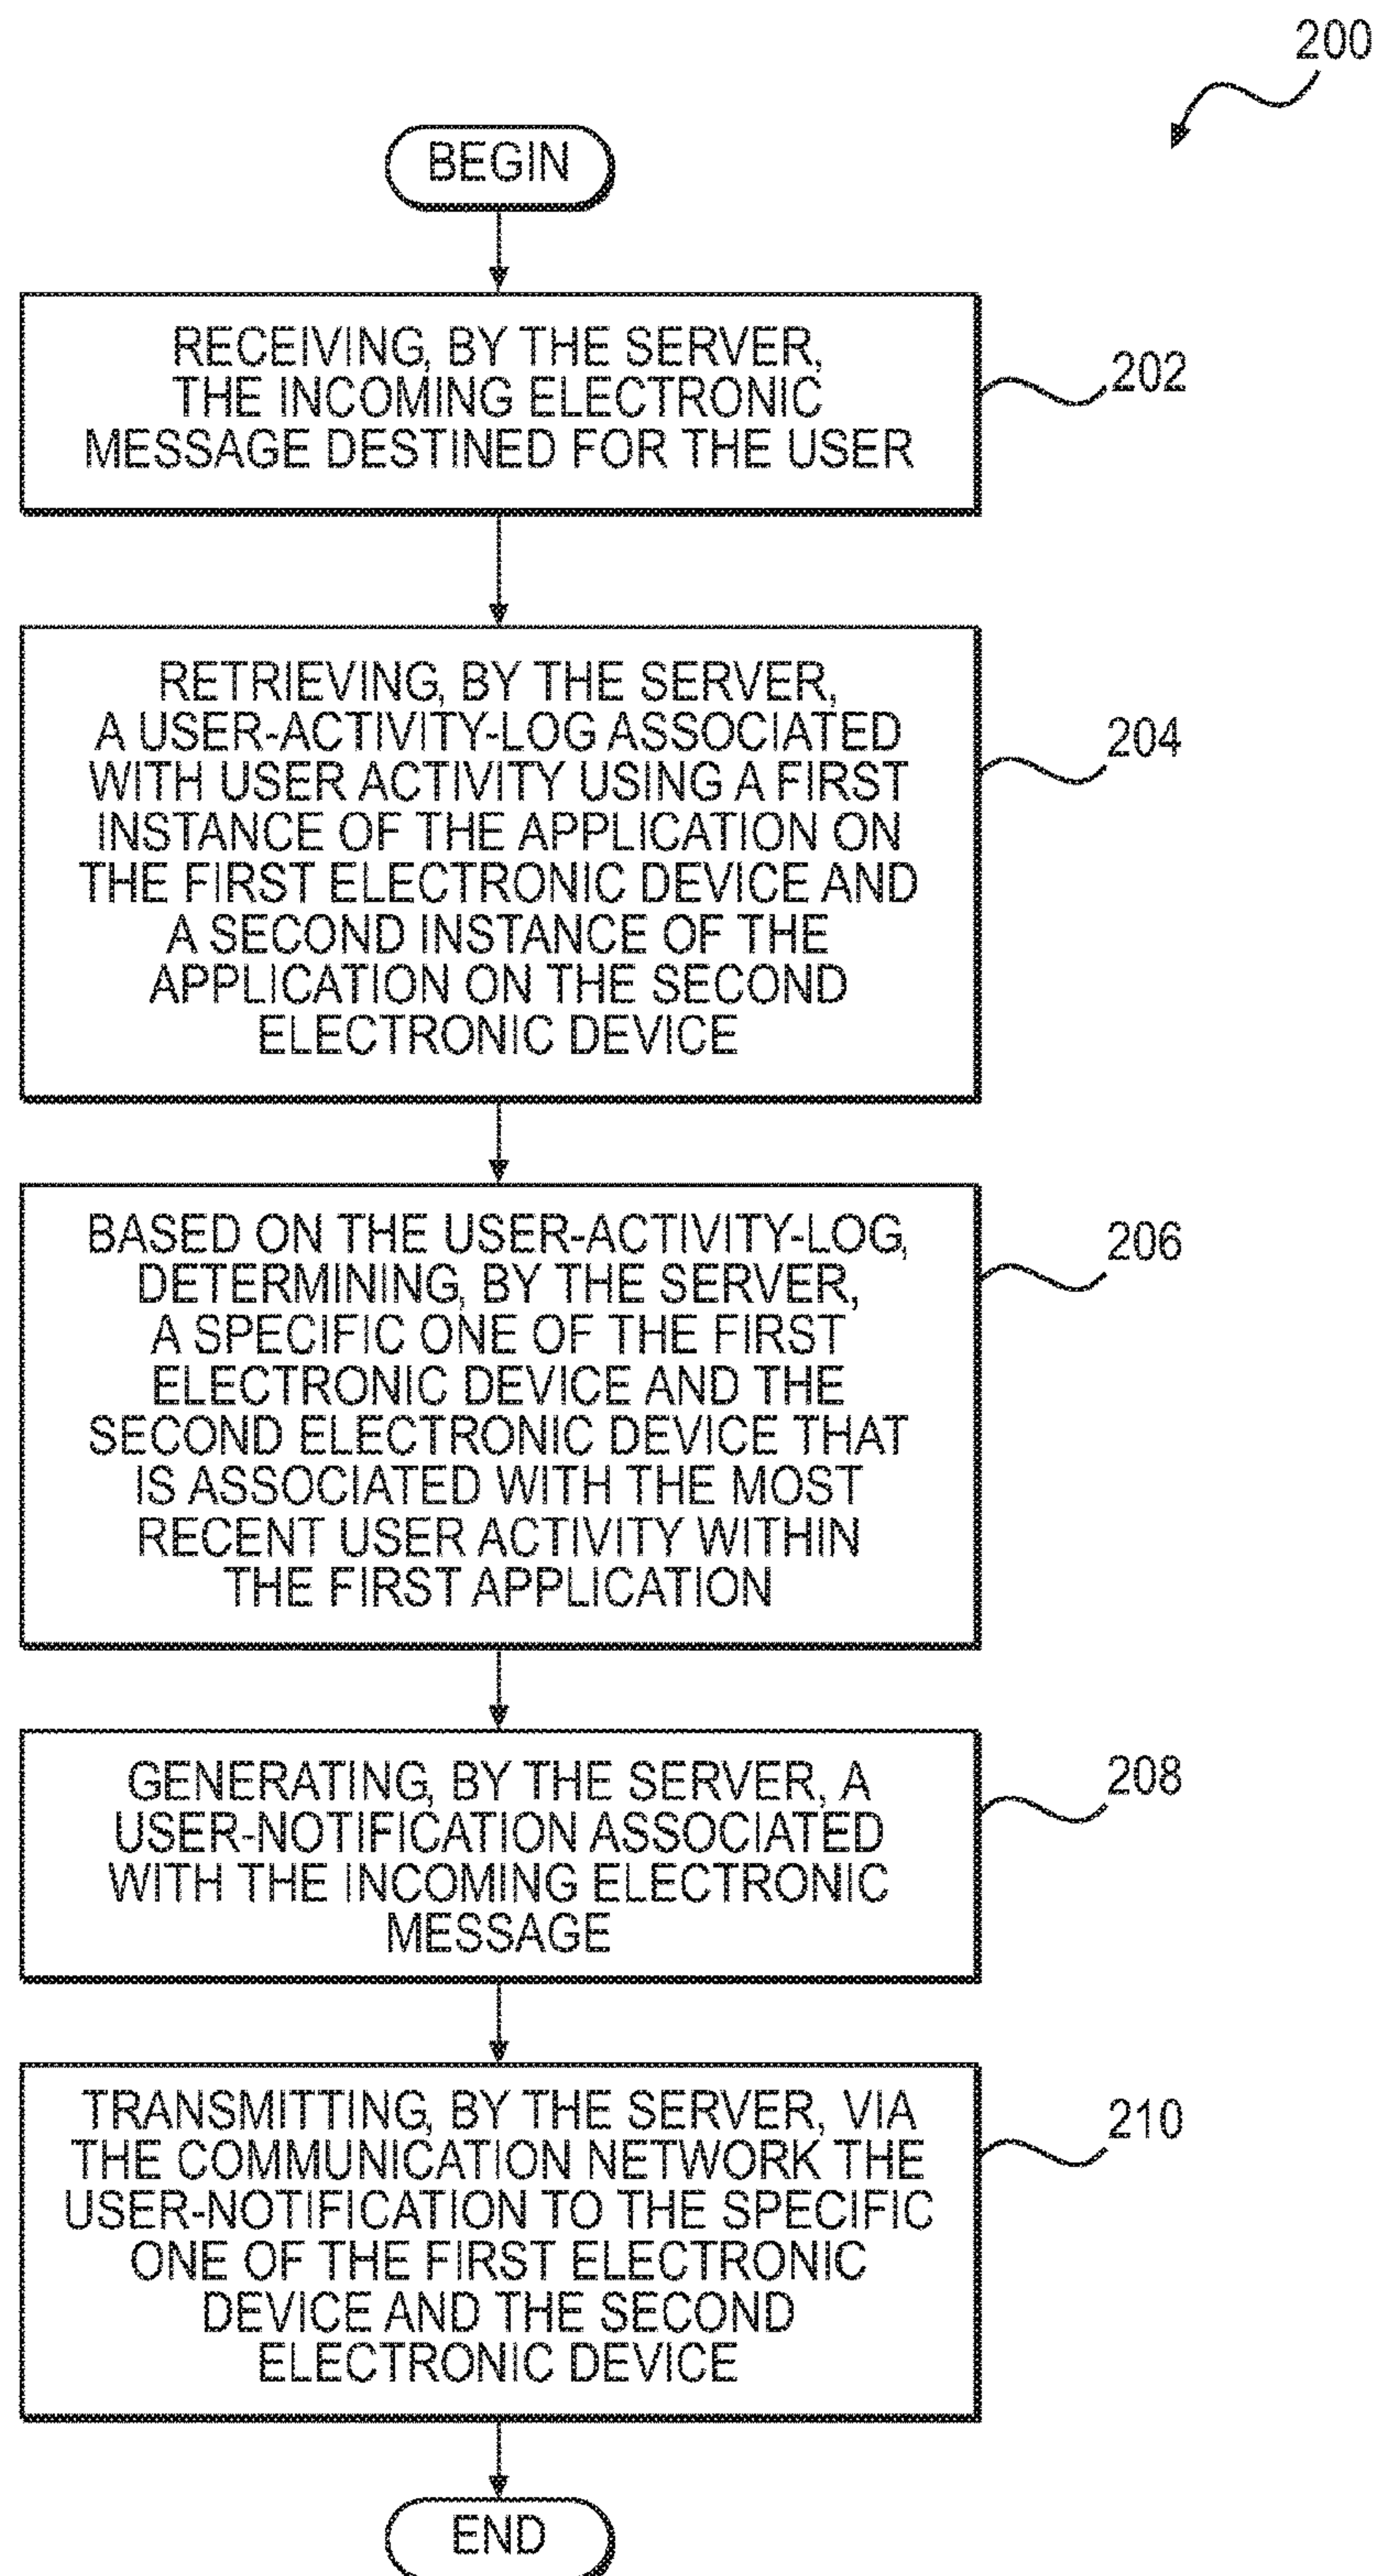 200
BEGIN
RECEIVING, BY THE SERVER,
THE INCOMING ELECTRONIC
MESSAGE DESTINED FOR THE USER
202
RETRIEVING, BY THE SERVER,
A USER-ACTIVITY-LOG ASSOCIATED
WITH USER ACTIVITY USING A FIRST
INSTANCE OF THE APPLICATION ON
THE FIRST ELECTRONIC DEVICE AND
A SECOND INSTANCE OF THE
APPLICATION ON THE SECOND
ELECTRONIC DEVICE
204
BASED ON THE USER-ACTIVITY-LOG,
DETERMINING, BY THE SERVER,
A SPECIFIC ONE OF THE FIRST
ELECTRONIC DEVICE AND THE
SECOND ELECTRONIC DEVICE THAT
IS ASSOCIATED WITH THE MOST
RECENT USER ACTIVITY WITHIN
THE FIRST APPLICATION
206
GENERATING, BY THE SERVER, A
USER-NOTIFICATION ASSOCIATED
WITH THE INCOMING ELECTRONIC
MESSAGE
208
TRANSMITTING, BY THE SERVER, VIA
THE COMMUNICATION NETWORK THE
USER-NOTIFICATION TO THE SPECIFIC
ONE OF THE FIRST ELECTRONIC
DEVICE AND THE SECOND
ELECTRONIC DEVICE
210
END